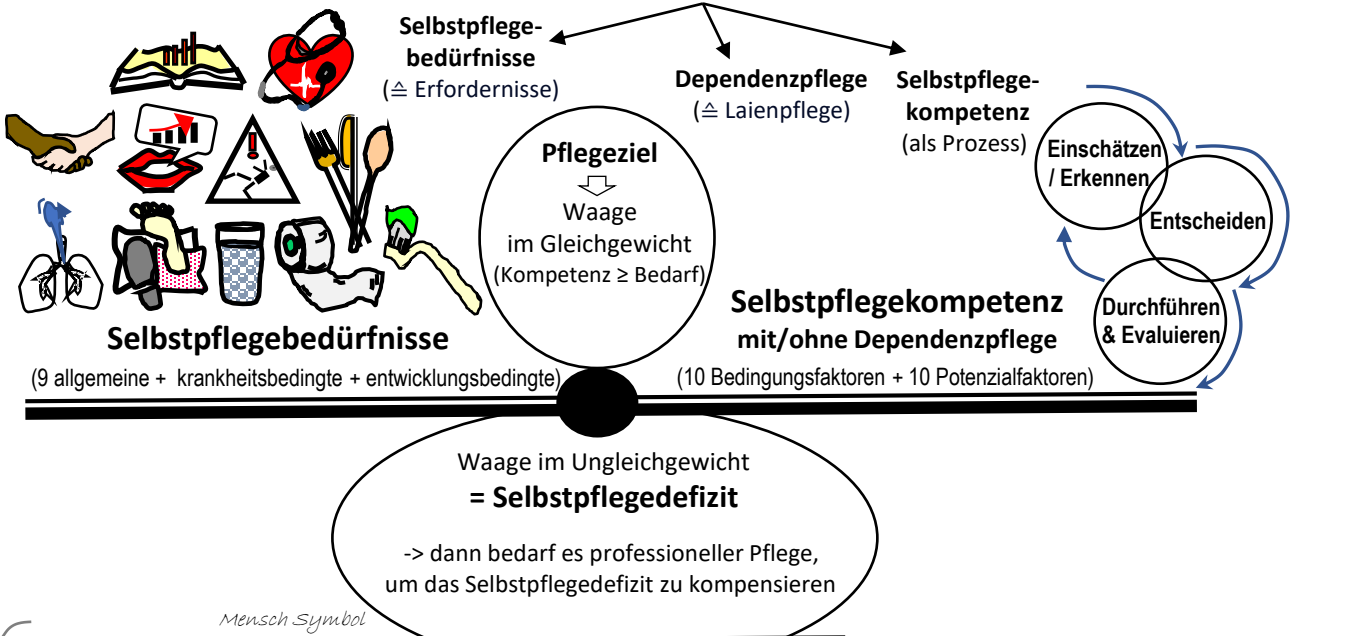 Selbstpflege-
bedürfnisse
(≙ Erfordernisse)
Dependenzpflege
(≙ Laienpflege)
Selbstpflege-
kompetenz
(als Prozess)
Einschätzen
/ Erkennen
Entscheiden
Durchführen
& Evaluieren
Pflegeziel
Waage
im Gleichgewicht
(Kompetenz ≥ Bedarf)
Selbstpflegebedürfnisse
(9 allgemeine + krankheitsbedingte + entwicklungsbedingte)
Selbstpflegekompetenz
mit/ohne Dependenzpflege
(10 Bedingungsfaktoren + 10 Potenzialfaktoren)
Waage im Ungleichgewicht
= Selbstpflegedefizit
-> dann bedarf es professioneller Pflege,
um das Selbstpflegedefizit zu kompensieren
Mensch Symbol